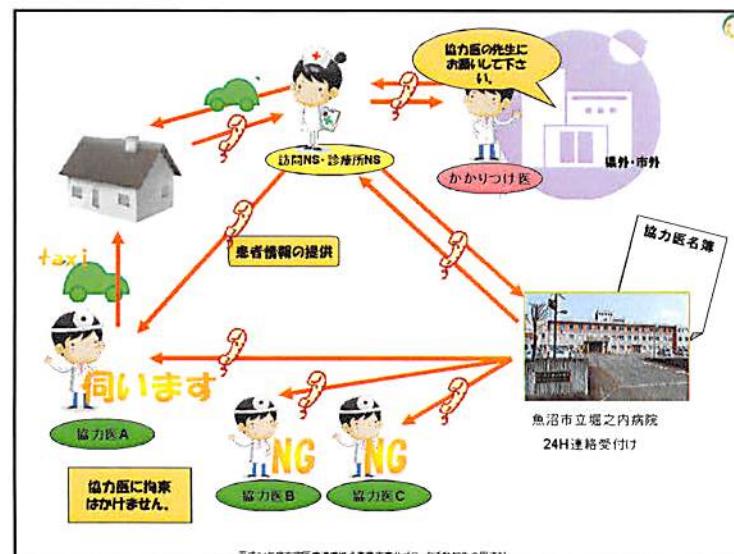 協力医の先生に
お願いして下さ
い。
訪問NS・診療所NS
かかりつけ医
県外・市外
患者情報の提供
協力医名簿
taxi
伺います
協力医A
NG
NG
協力医B
協力医C
魚沼市立堀之内病院
24H連絡受付け
協力医に拘束
はかけません。